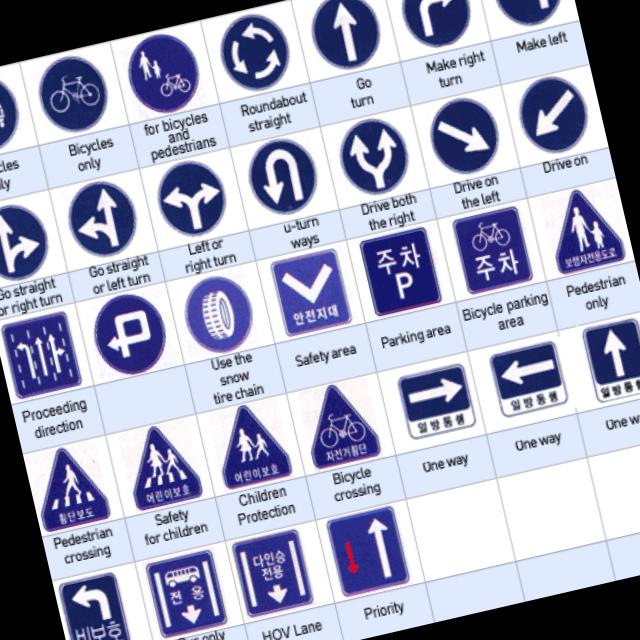 Bicycles
only
for bicycles
and
pedestrians
Roundabout
straight
Go
turn
Make right
turn
Make left
Go straight
or right turn
Go straight
or left turn
Left or
right turn
u-turn
ways
Drive both
the right
Drive on
the left
Drive on
안전지대
주차
P
주차
보행자전용도로
Proceeding
direction
Use the
snow
tire chain
Safety area
Parking area
Bicycle parking
area
Pedestrian
only
횡단보도
어린이보호
어린이보호
자전거횡단
일방통행
일방통행
일방통
Pedestrian
crossing
Safety
for children
Children
Protection
Bicycle
crossing
One way
One way
One w
비보호
전용
다인승
전용
only
HOV Lane
Priority